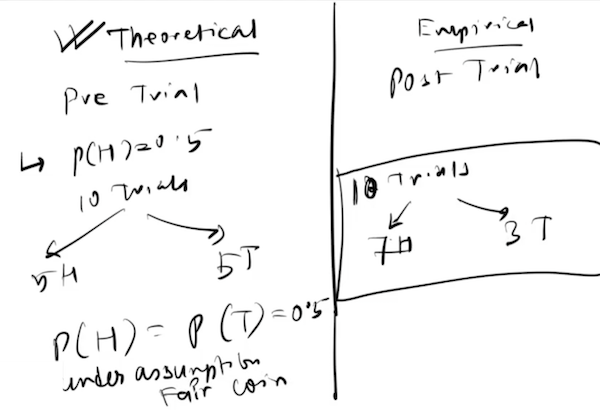 Theoretical
Pre Trial
↳ P(H)=0.5
10 Trials
5H 5T
P(H) = P(T)=0.5
under assumption
Fair coin
Empirical
Post Trial
10 Trials
7H 3T